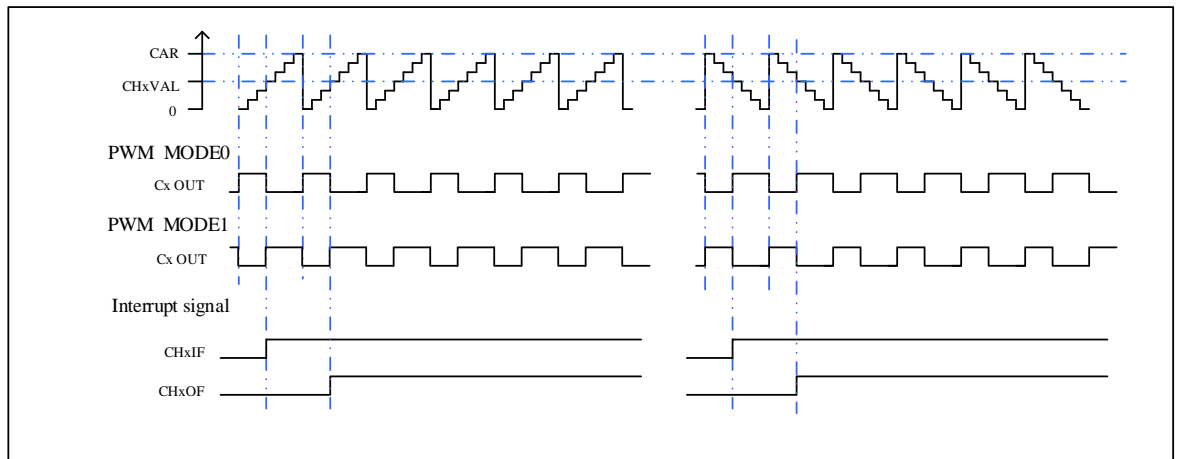 CAR
CHxVAL
0
PWM MODE0
Cx OUT
PWM MODE1
Cx OUT
Interrupt signal
CHxIF
CHxOF